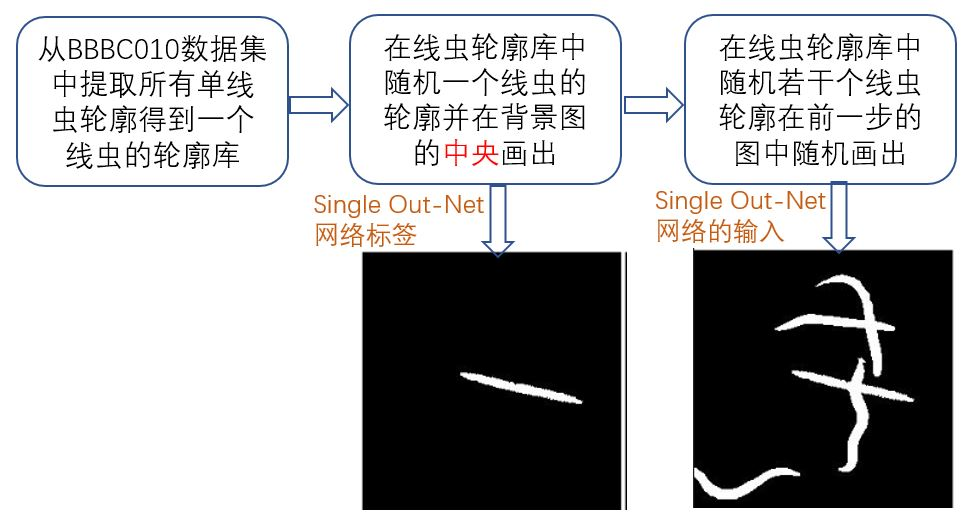 从BBBC010数据集
中提取所有单线
虫轮廓得到一个
线虫的轮廓库
在线虫轮廓库中
随机一个线虫的
轮廓并在背景图
的中央画出
在线虫轮廓库中
随机若干个线虫
轮廓在前一步的
图中随机画出
Single Out-Net
网络标签
Single Out-Net
网络的输入